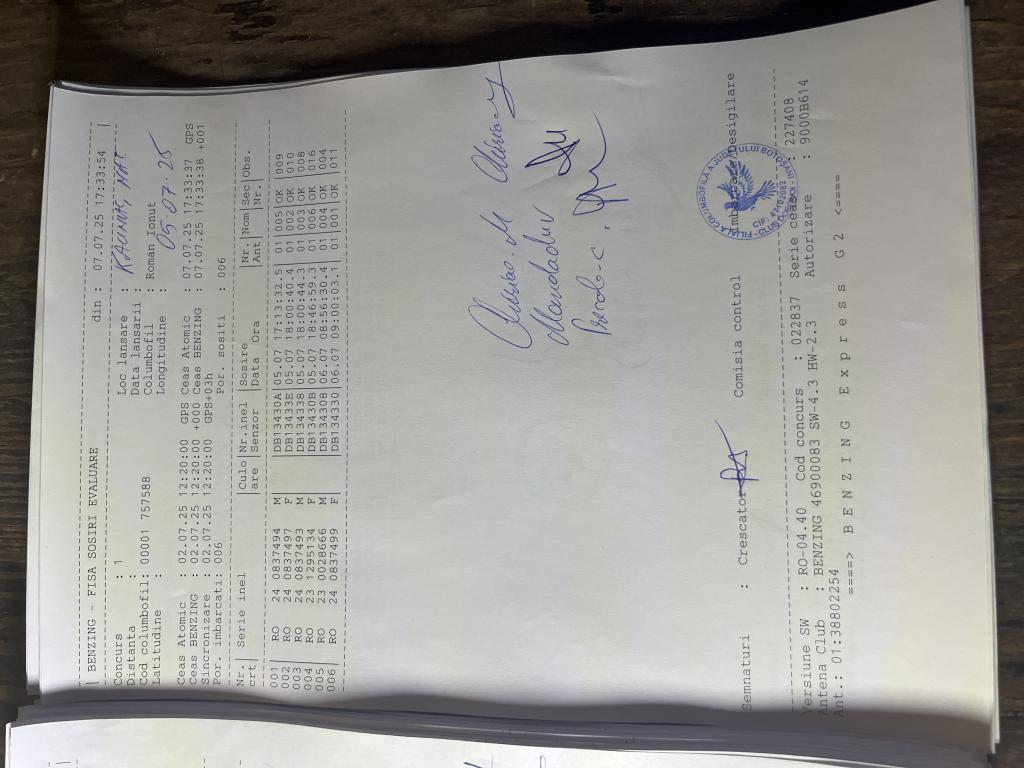 | BENZING - FISA SOSIRI EVALUARE din : 07.07.25 17:33:54 |
Concurs : 1 Loc lansare : KAUNAS, NAT
Distanta : Data lansarii : 05.07.25
Cod columbofil: 00001 757588 Columbofil : Roman Ionut
Latitudine : Longitudine :
Ceas Atomic : 02.07.25 12:20:00 GPS Ceas Atomic : 07.07.25 17:33:37 GPS
Ceas BENZING : 02.07.25 12:20:00 +000 Ceas BENZING : 07.07.25 17:33:38 +001
Sincronizare : 02.07.25 12:20:00 GPS+03h
Por. imbarcati: 006 Por. sositi : 006
Nr.| Serie inel |Culo|Nr.inel |Sosire |Nr. |Nom|Sec|Obs.
crt| |are |Senzor |Data Ora |Ant | |Nr.|
001| RO 24 0837494 M |DB13430A|05.07 17:13:32.5 |01 |005|OK |009
002| RO 24 0837497 F |DB13433E|05.07 18:00:40.4 |01 |002|OK |010
003| RO 24 0837493 M |DB134338|05.07 18:00:44.3 |01 |003|OK |008
004| RO 23 1295134 F |DB13430B|05.07 18:46:59.3 |01 |006|OK |016
005| RO 23 0028666 M |DB13430B|06.07 08:56:30.4 |01 |004|OK |004
006| RO 24 0837499 F |DB134330|06.07 09:00:03.1 |01 |001|OK |011
Semnaturi : Crescator Comisia control Imbarcare/Desigilare
COLUMBOFILA A JUDETULUI BOTOSANI
Versiune SW : RO-04.40 Cod concurs : 022837 Serie ceas : 227408
Antena Club : BENZING 46900083 SW-4.3 HW-2.3 Autorizare : 9000B614
Ant.: 01:38802254
====> B E N Z I N G E x p r e s s G 2 <====